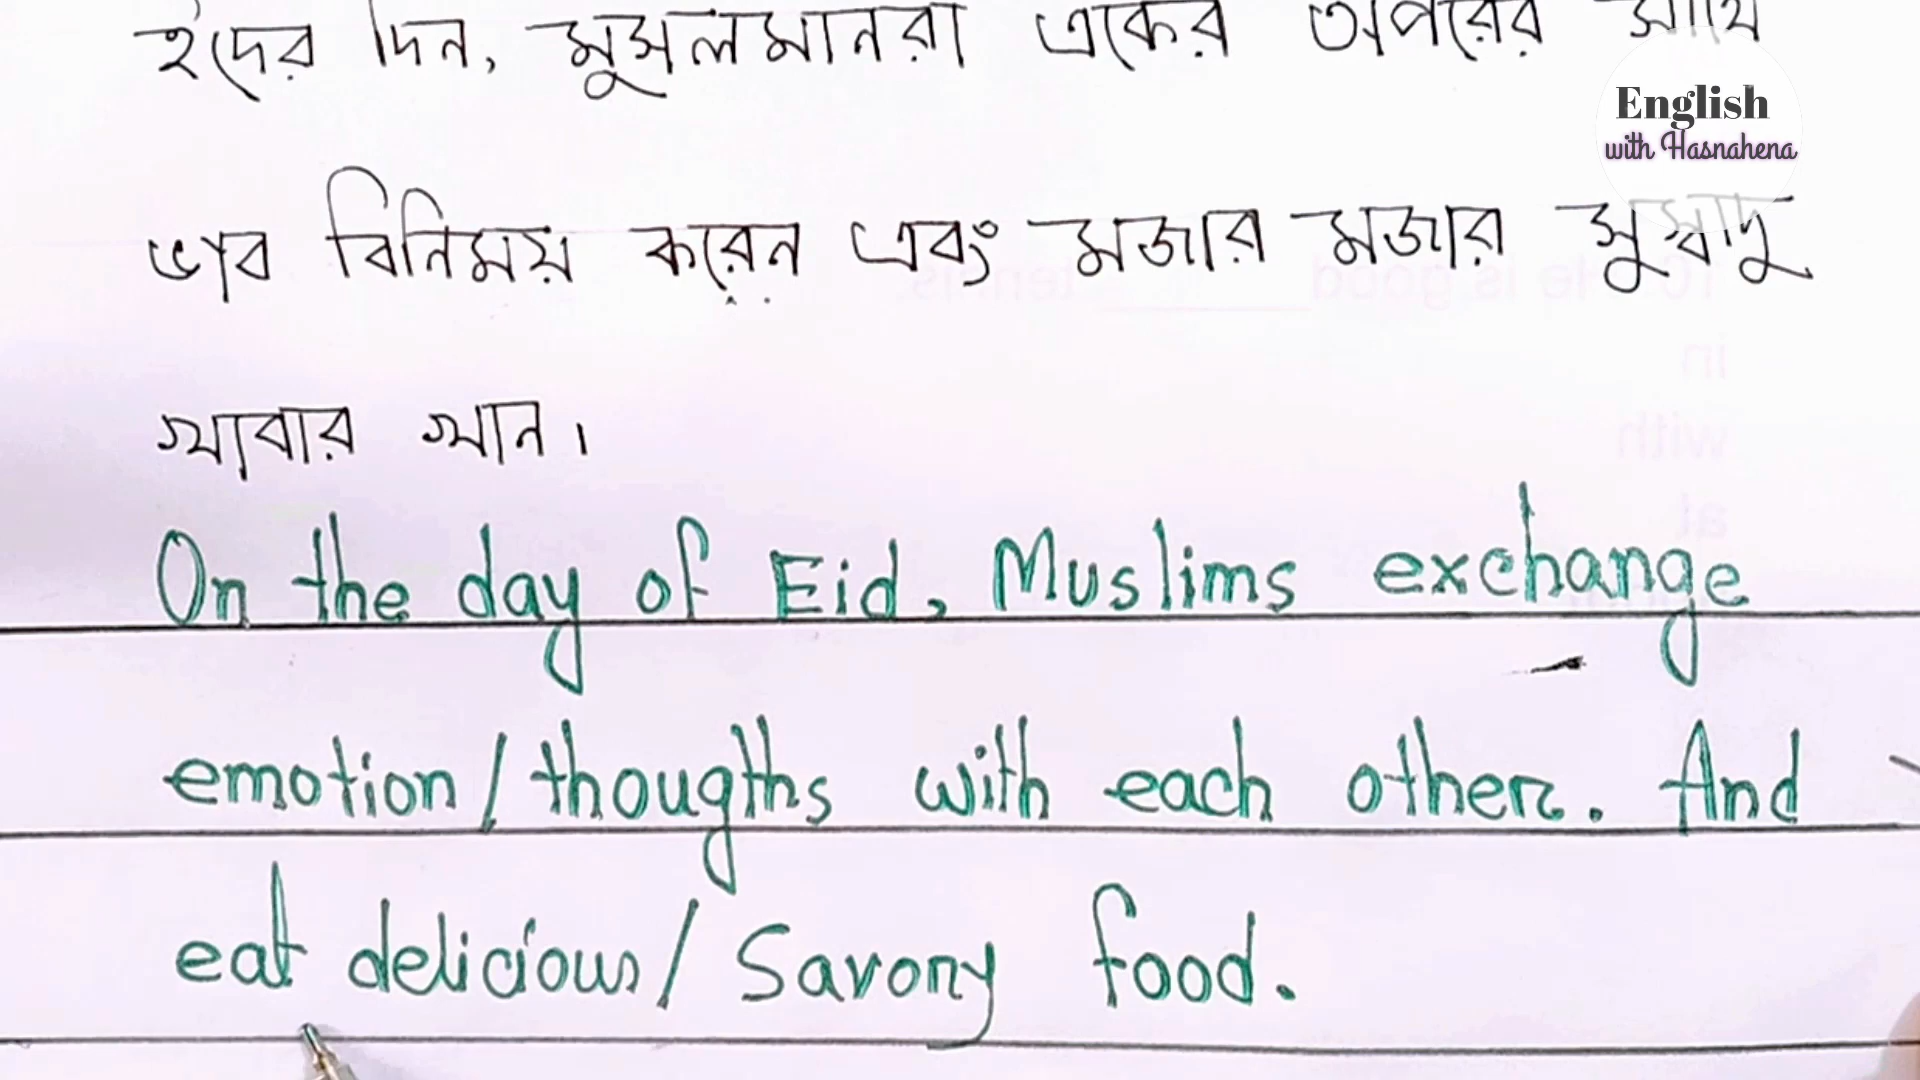 ইদের দিন, মুসলমানরা একের অপরের সাথে
English
with Hasnahena
ভাব বিনিময় করেন এবং মজার মজার সুস্বাদু
খাবার খান।
On the day of Eid, Muslims exchange
emotion/thougths with each other. And
eat delicious/ Savory food.